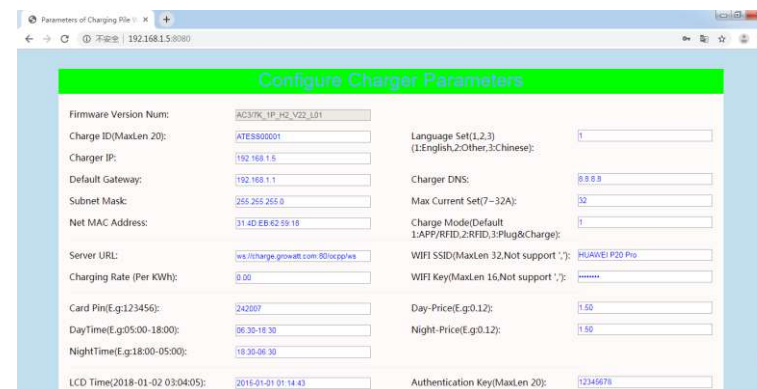 Parameters of Charging Pile
不安全 | 192.168.1.5:8080
Configure Charger Parameters
Firmware Version Num: AC3/7K_1P_H2_V22_L01
Charge ID(MaxLen 20): ATESS00001 Language Set(1,2,3) 1
(1:English,2:Other,3:Chinese):
Charger IP: 192.168.1.5
Default Gateway: 192.168.1.1 Charger DNS: 8.8.8.8
Subnet Mask: 255.255.255.0 Max Current Set(7~32A): 32
Net MAC Address: 31:4D:EB:62:59:18 Charge Mode(Default 1
1:APP/RFID,2:RFID,3:Plug&Charge):
Server URL: ws://charge.growatt.com:80/ocpp/ws WIFI SSID(MaxLen 32,Not support ','): HUAWEI P20 Pro
Charging Rate (Per KWh): 0.00 WIFI Key(MaxLen 16,Not support ','): ••••••••
Card Pin(E.g:123456): 242007 Day-Price(E.g:0.12): 1.50
DayTime(E.g:05:00-18:00): 06:30-18:30 Night-Price(E.g:0.12): 1.50
NightTime(E.g:18:00-05:00): 18:30-06:30
LCD Time(2018-01-02 03:04:05): 2015-01-01 01:14:43 Authentication Key(MaxLen 20): 12345678